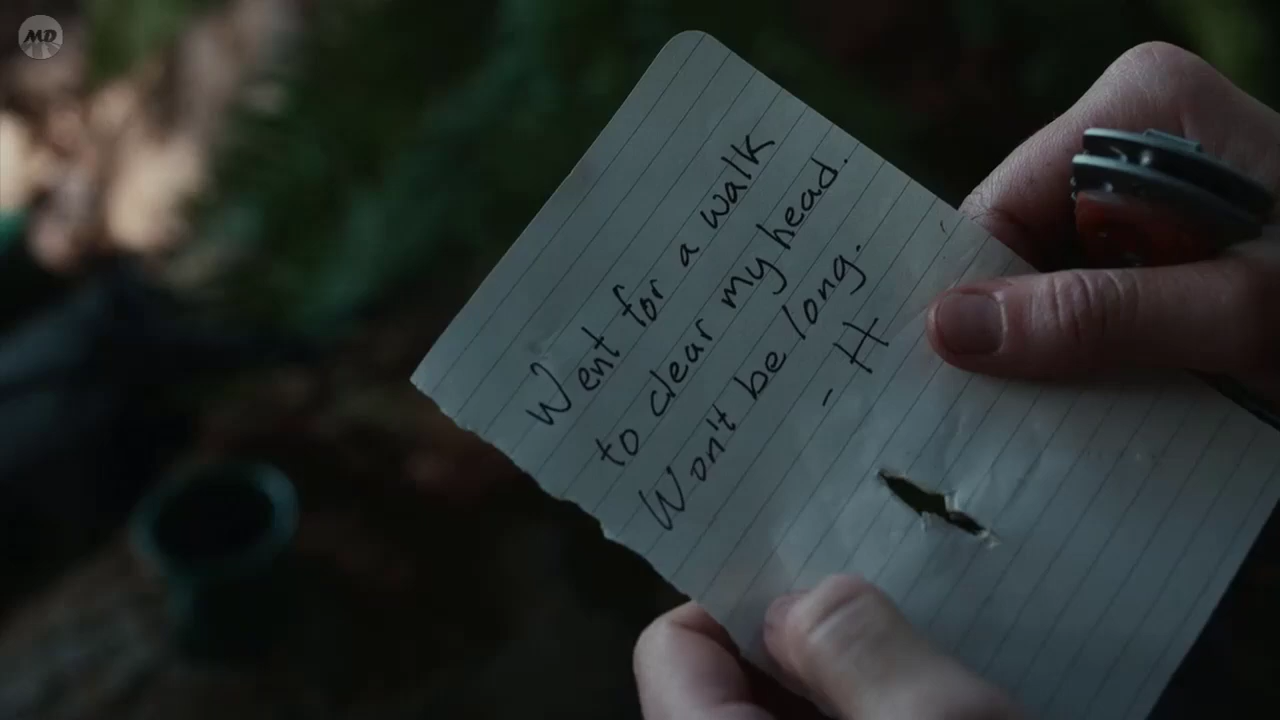 MD
Went for a walk
to clear my head.
Won't be long.
- H